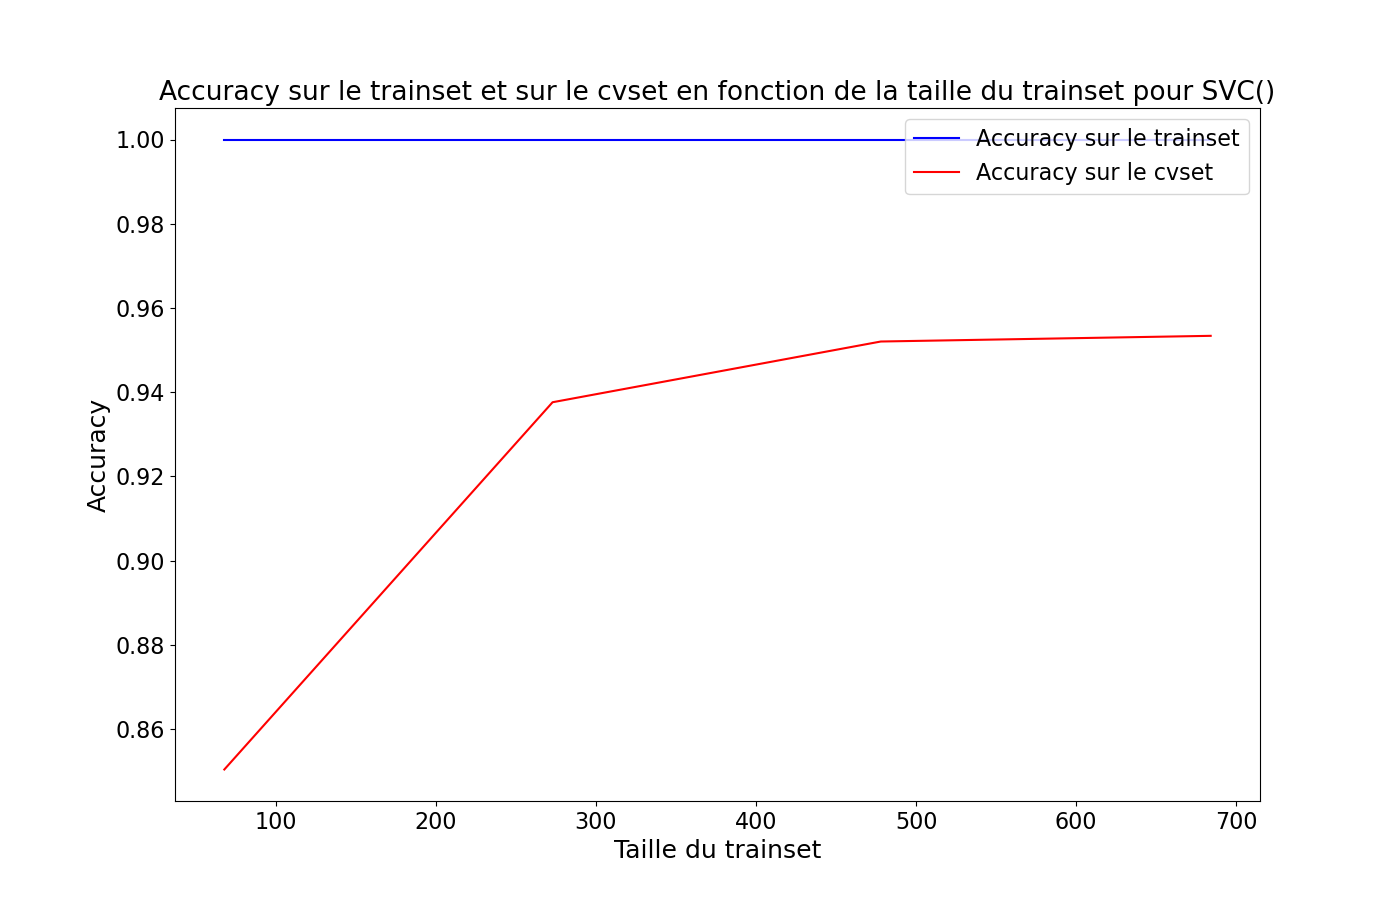 Accuracy sur le trainset et sur le cvset en fonction de la taille du trainset pour SVC()
Accuracy sur le trainset
Accuracy sur le cvset
1.00
0.98
0.96
0.94
0.92
0.90
0.88
0.86
Accuracy
100 200 300 400 500 600 700
Taille du trainset